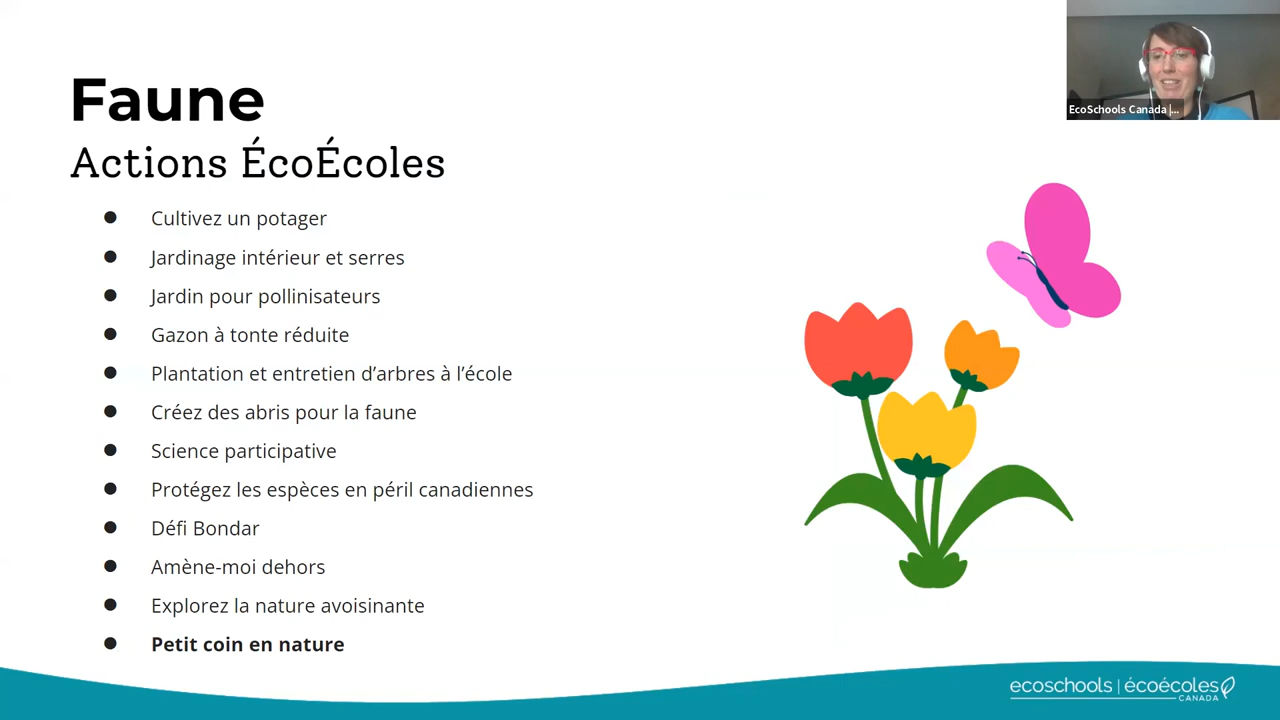 Faune
Actions ÉcoÉcoles
● Cultivez un potager
● Jardinage intérieur et serres
● Jardin pour pollinisateurs
● Gazon à tonte réduite
● Plantation et entretien d’arbres à l’école
● Créez des abris pour la faune
● Science participative
● Protégez les espèces en péril canadiennes
● Défi Bondar
● Amène-moi dehors
● Explorez la nature avoisinante
● Petit coin en nature
EcoSchools Canada |...
ecoschools | écoécoles
CANADA